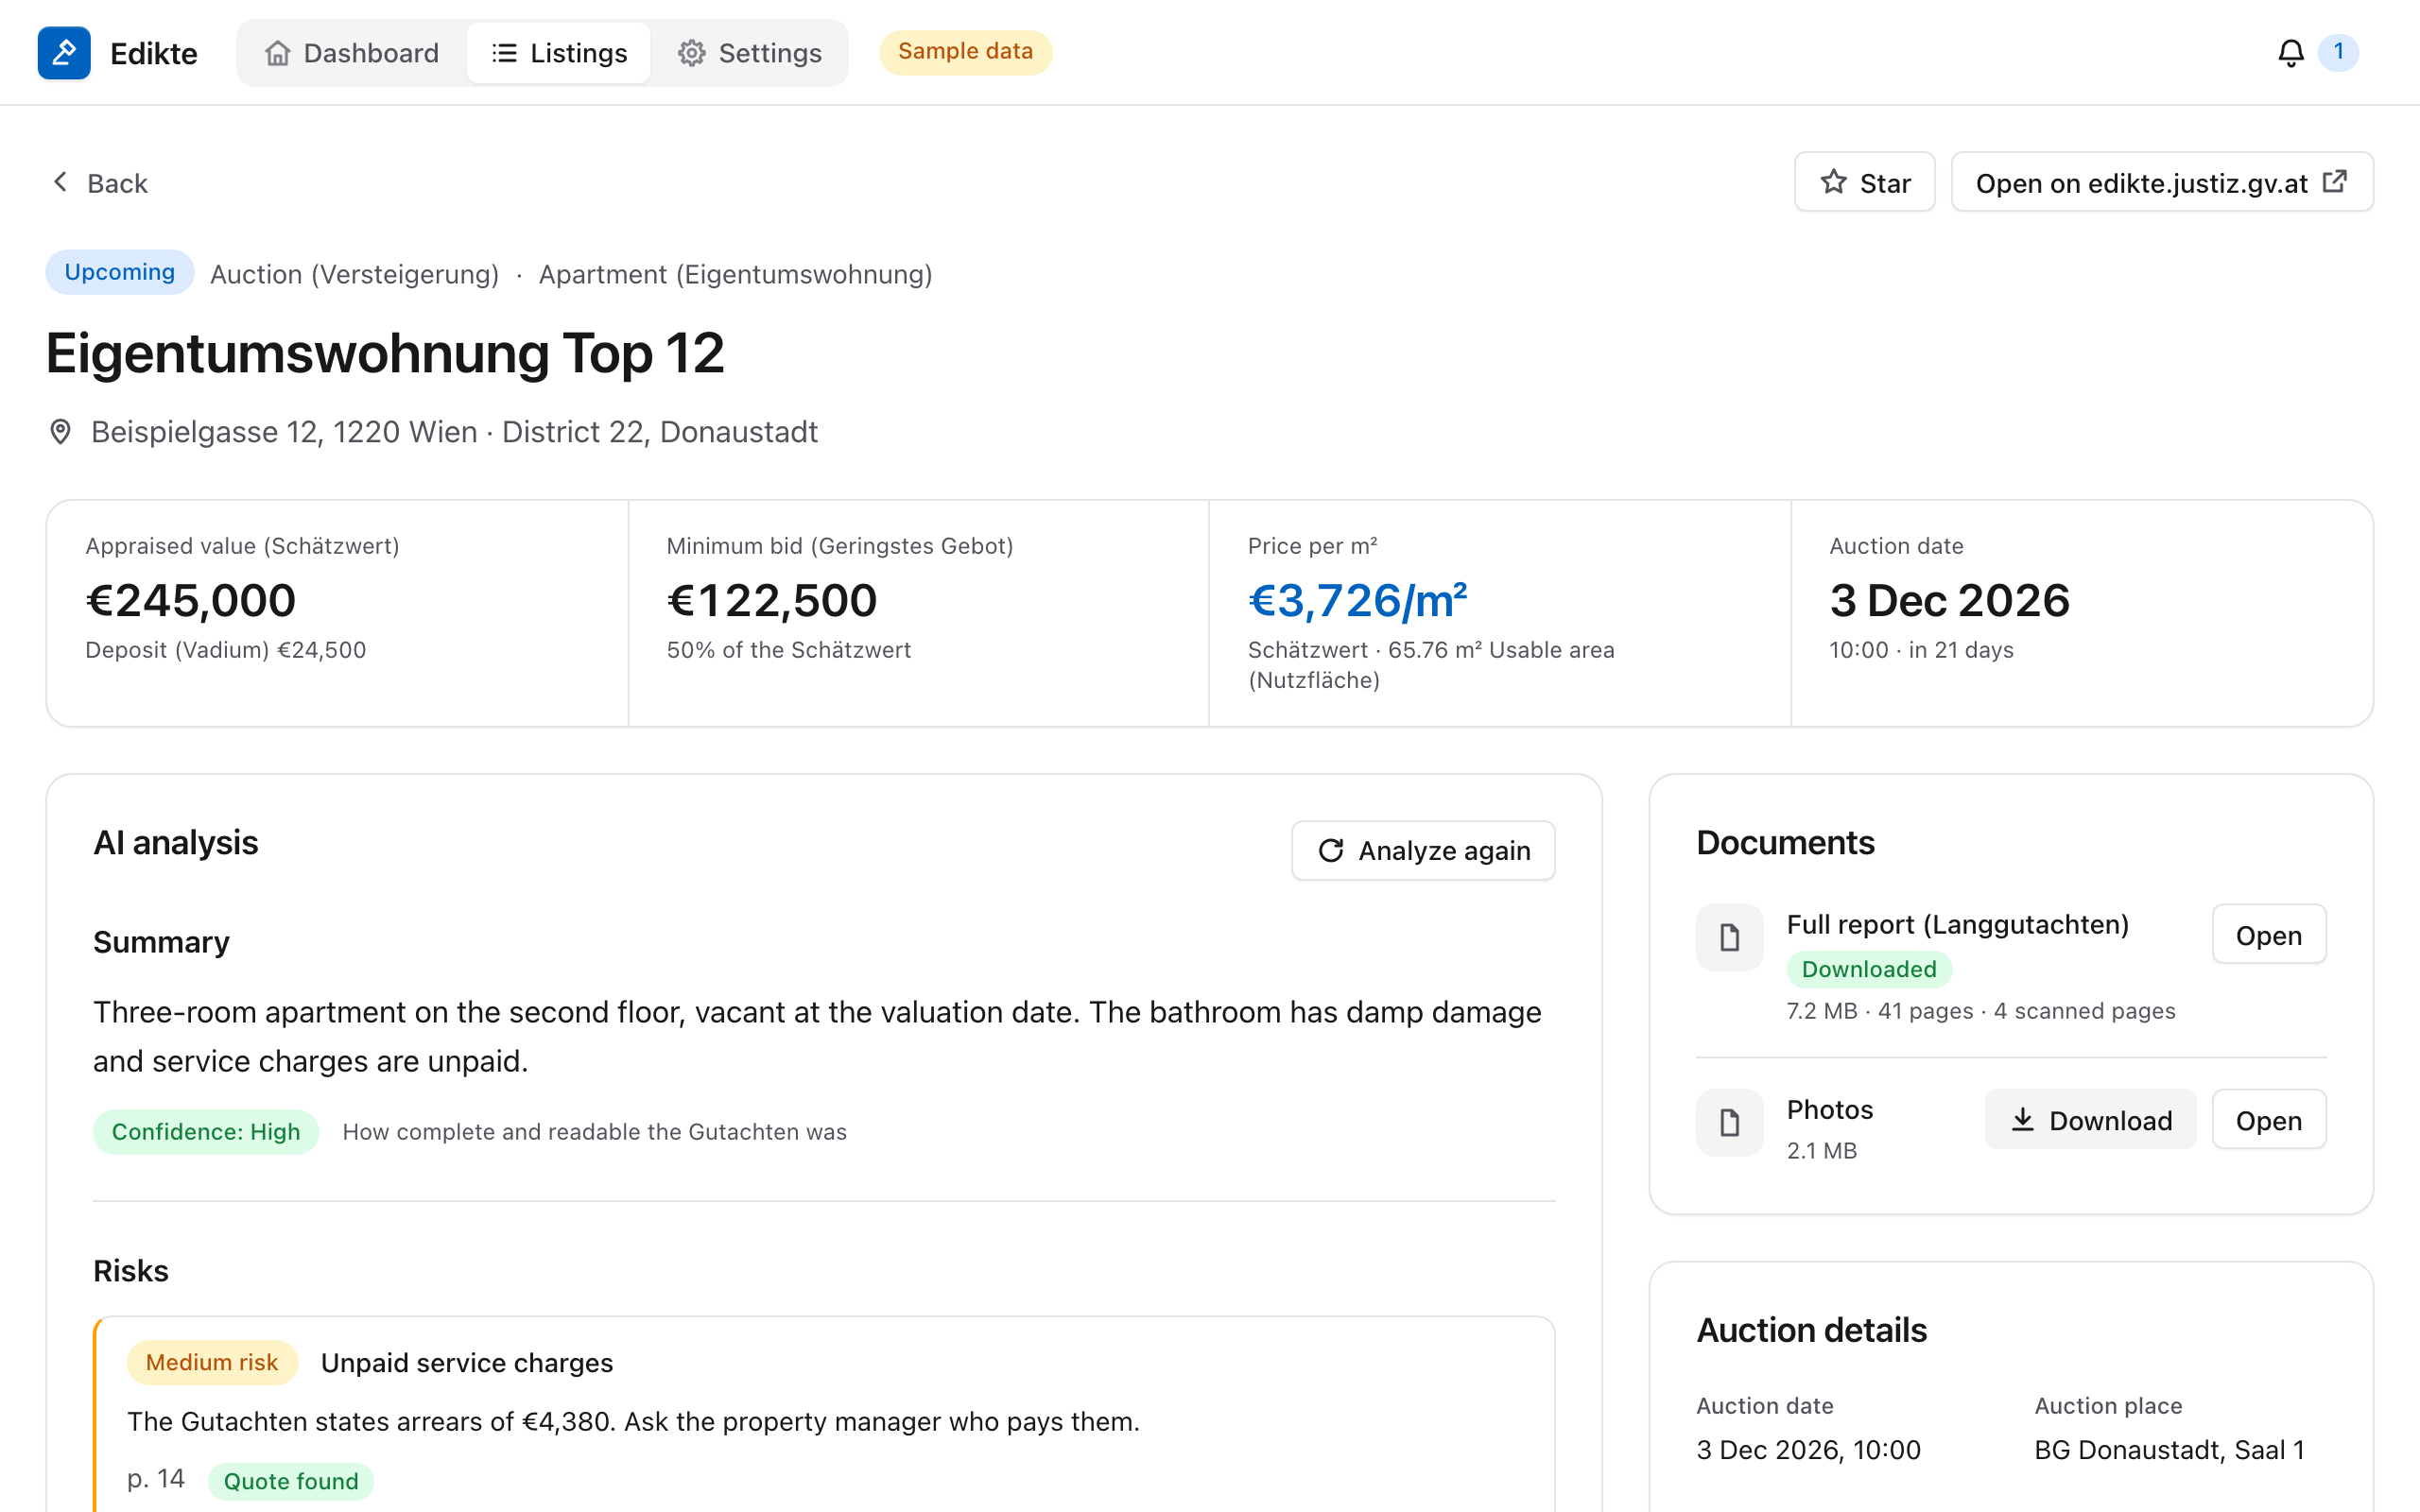 Edikte
Dashboard
Listings
Settings
Sample data
1
Back
Star
Open on edikte.justiz.gv.at
Upcoming
Auction (Versteigerung) · Apartment (Eigentumswohnung)
Eigentumswohnung Top 12
Beispielgasse 12, 1220 Wien · District 22, Donaustadt
Appraised value (Schätzwert)
€245,000
Deposit (Vadium) €24,500
Minimum bid (Geringstes Gebot)
€122,500
50% of the Schätzwert
Price per m²
€3,726/m²
Schätzwert · 65.76 m² Usable area
(Nutzfläche)
Auction date
3 Dec 2026
10:00 · in 21 days
AI analysis
Analyze again
Summary
Three-room apartment on the second floor, vacant at the valuation date. The bathroom has damp damage
and service charges are unpaid.
Confidence: High
How complete and readable the Gutachten was
Risks
Medium risk
Unpaid service charges
The Gutachten states arrears of €4,380. Ask the property manager who pays them.
p. 14
Quote found
Documents
Full report (Langgutachten)
Downloaded
7.2 MB · 41 pages · 4 scanned pages
Open
Photos
2.1 MB
Download
Open
Auction details
Auction date
3 Dec 2026, 10:00
Auction place
BG Donaustadt, Saal 1